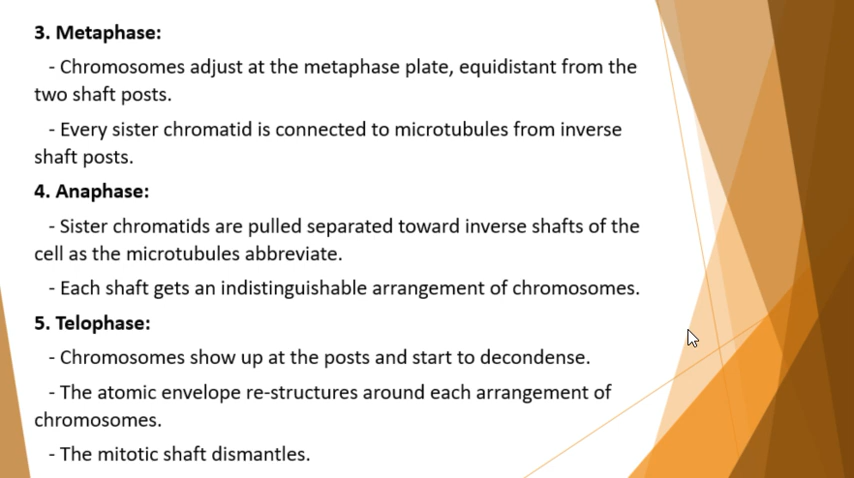 3. Metaphase:
- Chromosomes adjust at the metaphase plate, equidistant from the
two shaft posts.
- Every sister chromatid is connected to microtubules from inverse
shaft posts.
4. Anaphase:
- Sister chromatids are pulled separated toward inverse shafts of the
cell as the microtubules abbreviate.
- Each shaft gets an indistinguishable arrangement of chromosomes.
5. Telophase:
- Chromosomes show up at the posts and start to decondense.
- The atomic envelope re-structures around each arrangement of
chromosomes.
- The mitotic shaft dismantles.